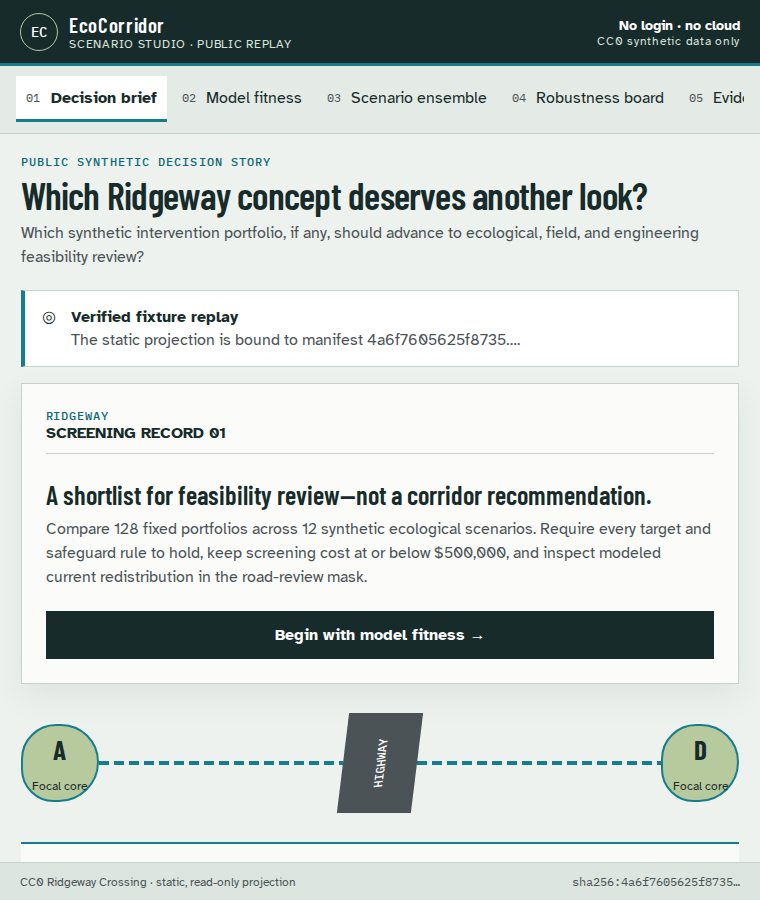 EC
EcoCorridor
SCENARIO STUDIO · PUBLIC REPLAY
No login · no cloud
CC0 synthetic data only
01 Decision brief
02 Model fitness
03 Scenario ensemble
04 Robustness board
05
PUBLIC SYNTHETIC DECISION STORY
Which Ridgeway concept deserves another look?
Which synthetic intervention portfolio, if any, should advance to ecological, field, and engineering
feasibility review?
◎ Verified fixture replay
The static projection is bound to manifest 4a6f7605625f8735….
RIDGEWAY
SCREENING RECORD 01
A shortlist for feasibility review—not a corridor recommendation.
Compare 128 fixed portfolios across 12 synthetic ecological scenarios. Require every target and
safeguard rule to hold, keep screening cost at or below $500,000, and inspect modeled
current redistribution in the road-review mask.
Begin with model fitness →
A
Focal core
HIGHWAY
D
Focal core
CC0 Ridgeway Crossing · static, read-only projection
sha256:4a6f7605625f8735…